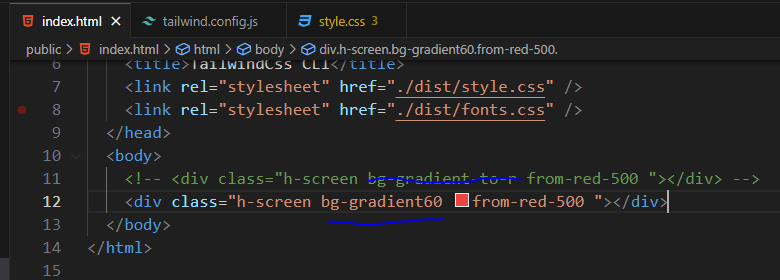 index.html
tailwind.config.js
style.css 3
public > index.html > html > body > div.h-screen.bg-gradient60.from-red-500.
6 <title>TailwindCss CLI</title>
7 <link rel="stylesheet" href="./dist/style.css" />
8 <link rel="stylesheet" href="./dist/fonts.css" />
9 </head>
10 <body>
11 <!-- <div class="h-screen bg-gradient-to-r from-red-500 "></div> -->
12 <div class="h-screen bg-gradient60 from-red-500 "></div>
13 </body>
14 </html>
15